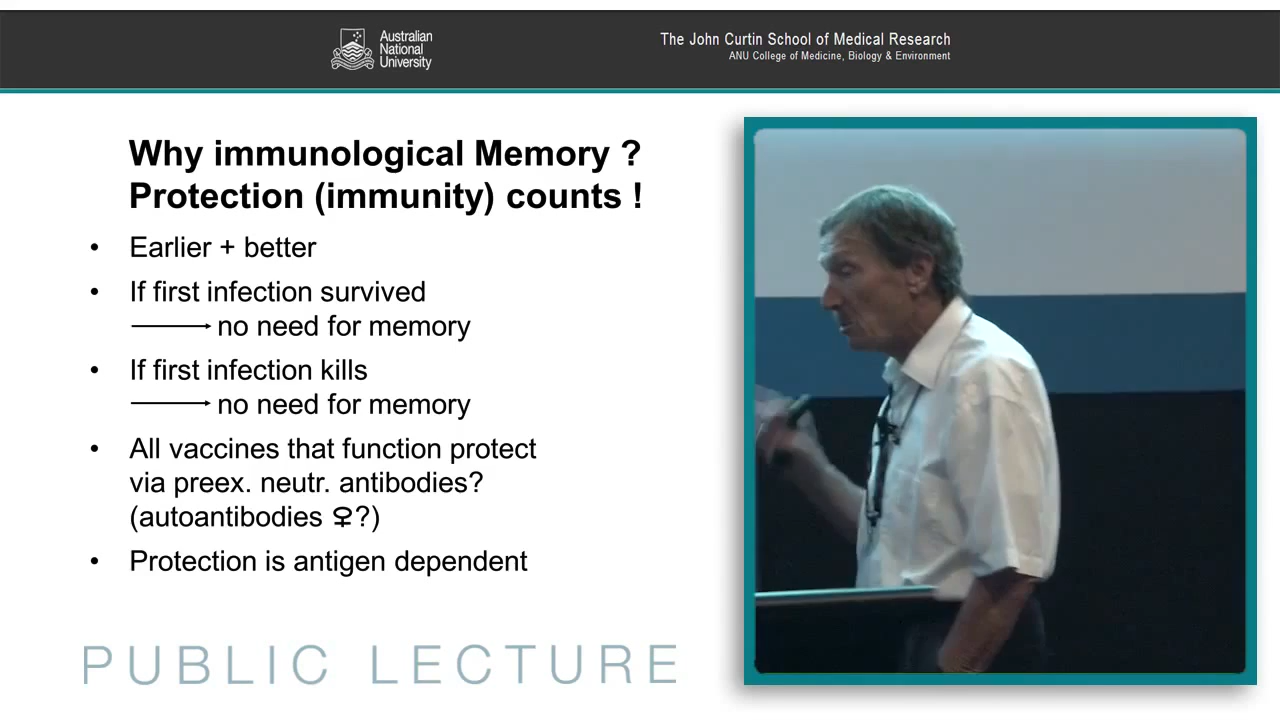 Australian
National
University
The John Curtin School of Medical Research
ANU College of Medicine, Biology & Environment
Why immunological Memory ?
Protection (immunity) counts !
• Earlier + better
• If first infection survived
⟶ no need for memory
• If first infection kills
⟶ no need for memory
• All vaccines that function protect
via preex. neutr. antibodies?
(autoantibodies ♀?)
• Protection is antigen dependent
PUBLIC LECTURE